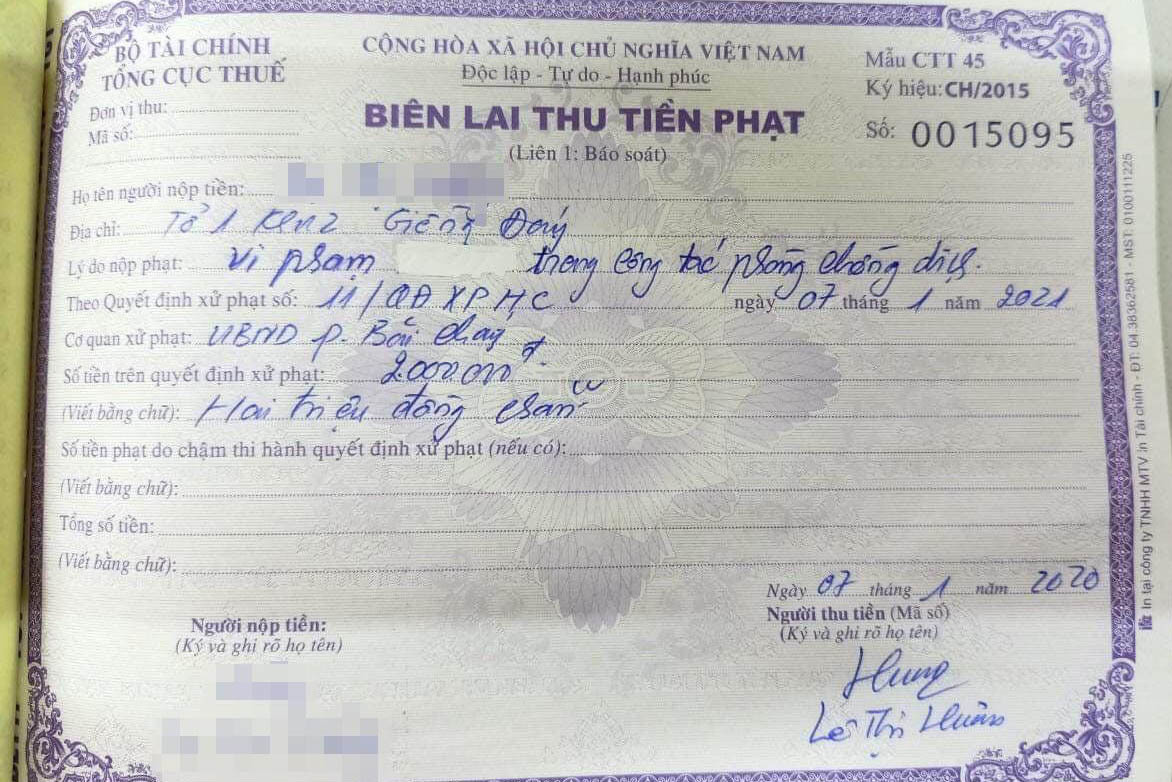 BỘ TÀI CHÍNH
TỔNG CỤC THUẾ
Đơn vị thu:
Mã số:
CỘNG HÒA XÃ HỘI CHỦ NGHĨA VIỆT NAM
Độc lập - Tự do - Hạnh phúc
BIÊN LAI THU TIỀN PHẠT
(Liên 1: Báo soát)
Mẫu CTT 45
Ký hiệu: CH/2015
Số: 0015095
Họ tên người nộp tiền:
Địa chỉ: Tổ 1 Khu 2 Giếng Đáy
Lý do nộp phạt: Vi phạm trong công tác phòng chống dịch.
Theo Quyết định xử phạt số: 11/QĐ XPHC ngày 07 tháng 1 năm 2021
Cơ quan xử phạt: UBND p. Bãi Cháy
Số tiền trên quyết định xử phạt: 2000000đ
(Viết bằng chữ): Hai triệu đồng chẵn
Số tiền phạt do chậm thi hành quyết định xử phạt (nếu có):
(Viết bằng chữ):
Tổng số tiền:
(Viết bằng chữ):
Ngày 07 tháng 1 năm 2020
Người nộp tiền:
(Ký và ghi rõ họ tên)
Người thu tiền (Mã số)
(Ký và ghi rõ họ tên)
Lê Thị
In tại công ty TNHH MTV In Tài chính - ĐT: 04.38362581 - MST: 0100111225